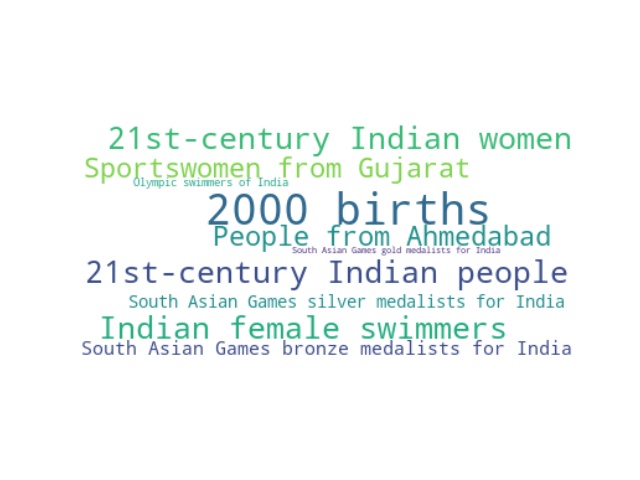 21st-century Indian women
Sportswomen from Gujarat
Olympic swimmers of India
2000 births
People from Ahmedabad
South Asian Games gold medalists for India
21st-century Indian people
South Asian Games silver medalists for India
Indian female swimmers
South Asian Games bronze medalists for India